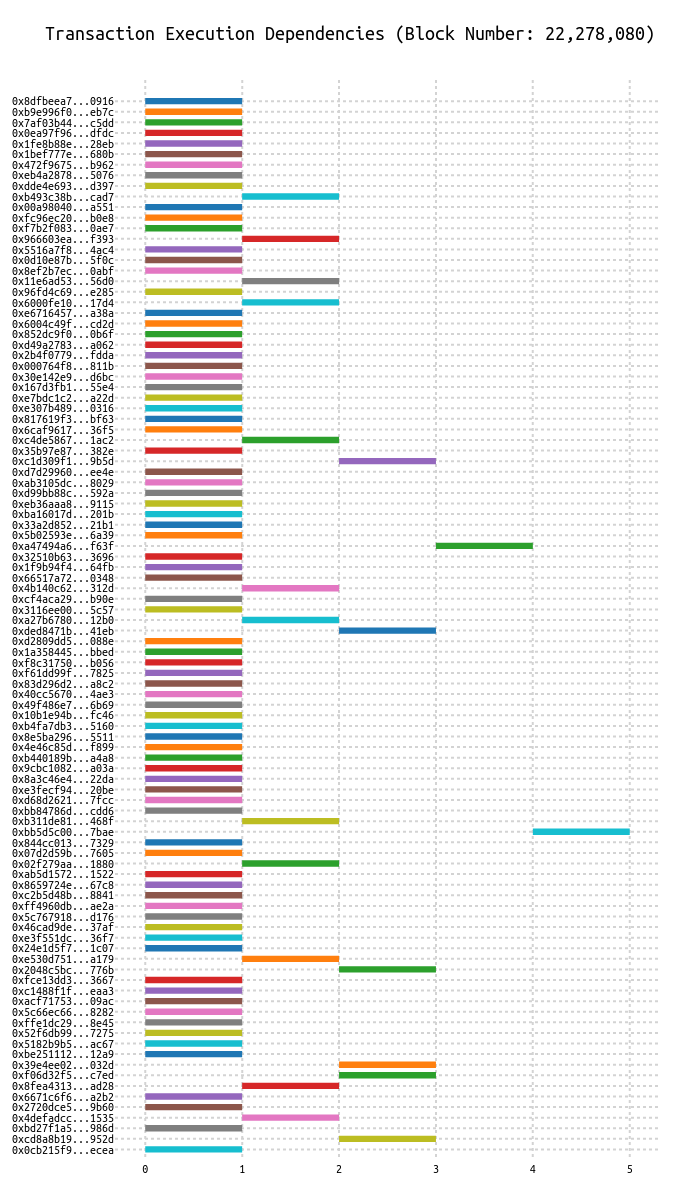 Transaction Execution Dependencies (Block Number: 22,278,080)
0x8dfbeea7...0916
0xb9e996f0...eb7c
0x7af03b44...c5dd
0x0ea97f96...dfdc
0x1fe8b88e...28eb
0x1bef777e...680b
0x472f9675...b962
0xeb4a2878...5076
0xdde4e693...d397
0xb493c38b...cad7
0x00a98040...a551
0xfc96ec20...b0e8
0xf7b2f083...0ae7
0x966603ea...f393
0x5516a7f8...4ac4
0x0d10e87b...5f0c
0x8ef2b7ec...0abf
0x11e6ad53...56d0
0x96fd4c69...e285
0x6000fe10...17d4
0xe6716457...a38a
0x6004c49f...cd2d
0x852dc9f0...0b6f
0xd49a2783...a062
0x2b4f0779...fdda
0x000764f8...811b
0x30e142e9...d6bc
0x167d3fb1...55e4
0xe7bdc1c2...a22d
0xe307b489...0316
0x817619f3...bf63
0x6caf9617...36f5
0xc4de5867...1ac2
0x35b97e87...382e
0xc1d309f1...9b5d
0xd7d29960...ee4e
0xab3105dc...8029
0xd99bb88c...592a
0xeb36aaa8...9115
0xba16017d...201b
0x33a2d852...21b1
0x5b02593e...6a39
0xa47494a6...f63f
0x32510b63...3696
0x1f9b94f4...64fb
0x66517a72...0348
0x4b140c62...312d
0xcf4aca29...b90e
0x3116ee00...5c57
0xa27b6780...12b0
0xded8471b...41eb
0xd2809dd5...088e
0x1a358445...bbed
0xf8c31750...b056
0xf61dd99f...7825
0x83d296d2...a8c2
0x40cc5670...4ae3
0x49f486e7...6b69
0x10b1e94b...fc46
0xb4fa7db3...5160
0x8e5ba296...5511
0x4e46c85d...f899
0xb440189b...a4a8
0x9cbc1082...a03a
0x8a3c46e4...22da
0xe3fecf94...20be
0xd68d2621...7fcc
0xbb84786d...cdd6
0xb311de81...468f
0xbb5d5c00...7bae
0x844cc013...7329
0x07d2d59b...7605
0x02f279aa...1880
0xab5d1572...1522
0x8659724e...67c8
0xc2b5d48b...8841
0xff4960db...ae2a
0x5c767918...d176
0x46cad9de...37af
0xe3f551dc...36f7
0x24e1d5f7...1c07
0xe530d751...a179
0x2048c5bc...776b
0xfce13dd3...3667
0xc1488f1f...eaa3
0xacf71753...09ac
0x5c66ec66...8282
0xffe1dc29...8e45
0x52f6db99...7275
0x5182b9b5...ac67
0xbe251112...12a9
0x39e4ee02...032d
0xf06d32f5...c7ed
0x8fea4313...ad28
0x6671c6f6...a2b2
0x2720dce5...9b60
0x4defadcc...1535
0xbd27f1a5...986d
0xcd8a8b19...952d
0x0cb215f9...ecea
0 1 2 3 4 5